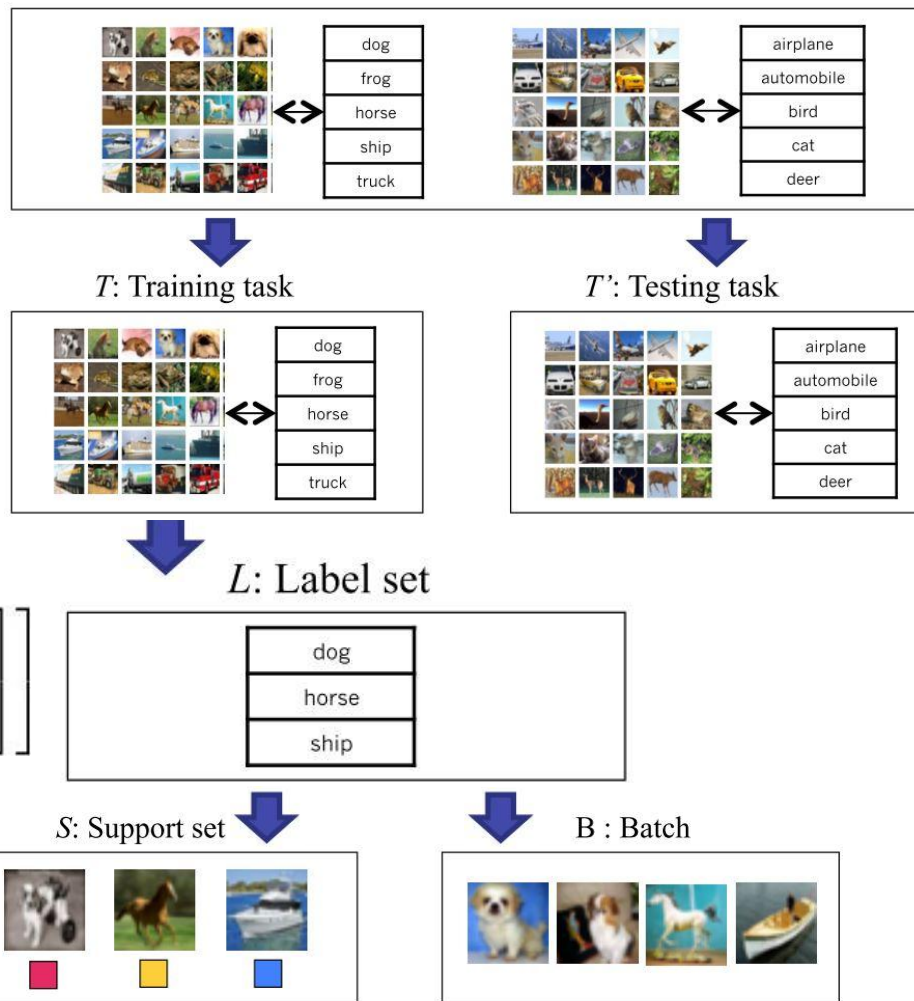 dog
frog
horse
ship
truck
airplane
automobile
bird
cat
deer
T: Training task
T’: Testing task
dog
frog
horse
ship
truck
airplane
automobile
bird
cat
deer
L: Label set
dog
horse
ship
S: Support set
B : Batch